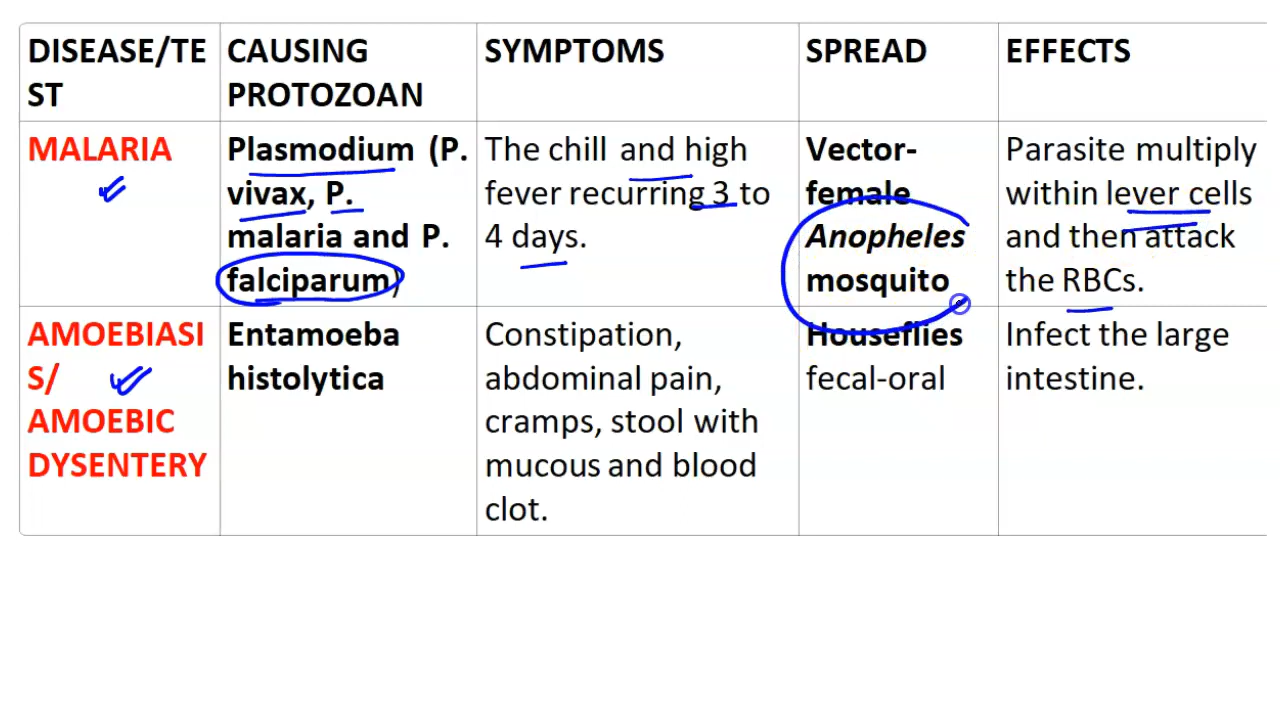 DISEASE/TE
ST
CAUSING
PROTOZOAN
SYMPTOMS
SPREAD
EFFECTS
MALARIA
Plasmodium (P.
vivax, P.
malaria and P.
falciparum)
The chill and high
fever recurring 3 to
4 days.
Vector-
female
Anopheles
mosquito
Parasite multiply
within lever cells
and then attack
the RBCs.
AMOEBIASI
S/
AMOEBIC
DYSENTERY
Entamoeba
histolytica
Constipation,
abdominal pain,
cramps, stool with
mucous and blood
clot.
Houseflies
fecal-oral
Infect the large
intestine.